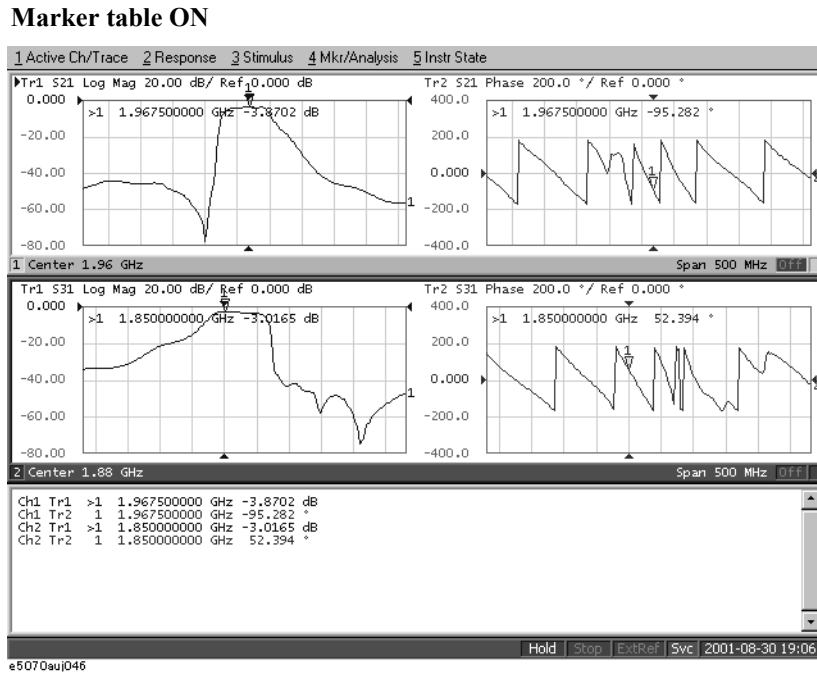 Marker table ON
1 Active Ch/Trace 2 Response 3 Stimulus 4 Mkr/Analysis 5 Instr State
Tr1 S21 Log Mag 20.00 dB/ Ref 0.000 dB
0.000
-20.00
-40.00
-60.00
-80.00
1
>1 1.967500000 GHz -3.8702 dB
1
Tr2 S21 Phase 200.0 °/ Ref 0.000 °
400.0
200.0
0.000
-200.0
-400.0
>1 1.967500000 GHz -95.282 °
1
1 Center 1.96 GHz
Span 500 MHz Off
Tr1 S31 Log Mag 20.00 dB/ Ref 0.000 dB
0.000
-20.00
-40.00
-60.00
-80.00
1
>1 1.850000000 GHz -3.0165 dB
1
Tr2 S31 Phase 200.0 °/ Ref 0.000 °
400.0
200.0
0.000
-200.0
-400.0
>1 1.850000000 GHz 52.394 °
1
2 Center 1.88 GHz
Span 500 MHz Off
Ch1 Tr1 >1 1.967500000 GHz -3.8702 dB
Ch1 Tr2 1 1.967500000 GHz -95.282 °
Ch2 Tr1 >1 1.850000000 GHz -3.0165 dB
Ch2 Tr2 1 1.850000000 GHz 52.394 °
Hold Stop ExtRef Svc 2001-08-30 19:06
e5070auj046